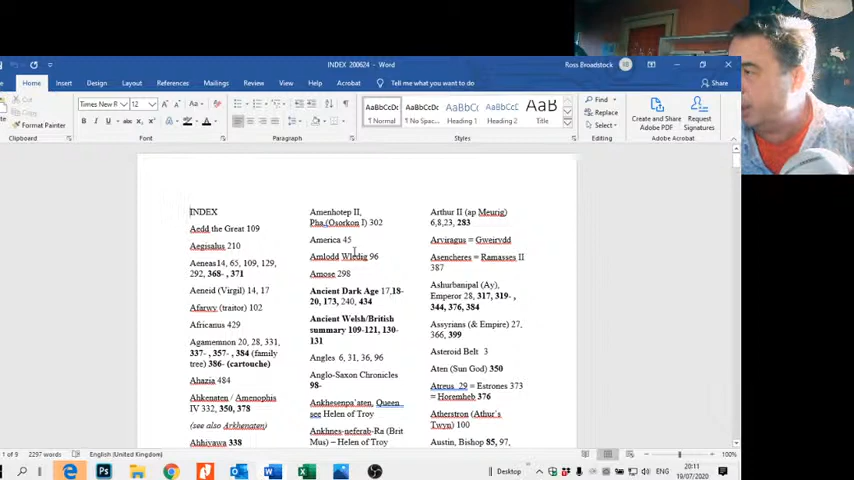 INDEX 200624 - Word
Ross Broadstock
RB
Home
Insert
Design
Layout
References
Mailings
Review
View
Help
Acrobat
Tell me what you want to do
Share
Cut
Copy
Format Painter
Clipboard
Times New R
12
Font
Paragraph
AaBbCcDc
¶ Normal
AaBbCcDc
¶ No Spac...
AaBbCc
Heading 1
AaBbCcD
Heading 2
AaB
Title
Styles
Find
Replace
Select
Editing
Create and Share
Adobe PDF
Request
Signatures
Adobe Acrobat
INDEX
Aedd the Great 109
Aegisalus 210
Aeneas14, 65, 109, 129,
292, 368- , 371
Aeneid (Virgil) 14, 17
Afarwy (traitor) 102
Africanus 429
Agamemnon 20, 28, 331,
337- , 357- , 384 (family
tree) 386- (cartouche)
Ahazia 484
Ahkenaten / Amenophis
IV 332, 350, 378
(see also Arkhenaten)
Ahhiyawa 338
Amenhotep II,
Pha.(Osorkon I) 302
America 45
Amlodd Wledig 96
Amose 298
Ancient Dark Age 17,18-
20, 173, 240, 434
Ancient Welsh/British
summary 109-121, 130-
131
Angles 6, 31, 36, 96
Anglo-Saxon Chronicles
98-
Ankhesenpa'aten, Queen
see Helen of Troy
Ankhnes-neferab-Ra (Brit
Mus) – Helen of Troy
Arthur II (ap Meurig)
6,8,23, 283
Arviragus = Gweirydd
Asencheres = Ramasses II
387
Ashurbanipal (Ay),
Emperor 28, 317, 319- ,
344, 376, 384
Assyrians (& Empire) 27,
366, 399
Asteroid Belt 3
Aten (Sun God) 350
Atreus 29 = Estrones 373
= Horemheb 376
Atherstron (Athur's
Twyn) 100
Austin, Bishop 85, 97,
1 of 9
2297 words
English (United Kingdom)
100%
Desktop
ENG
20:11
10/07/2020